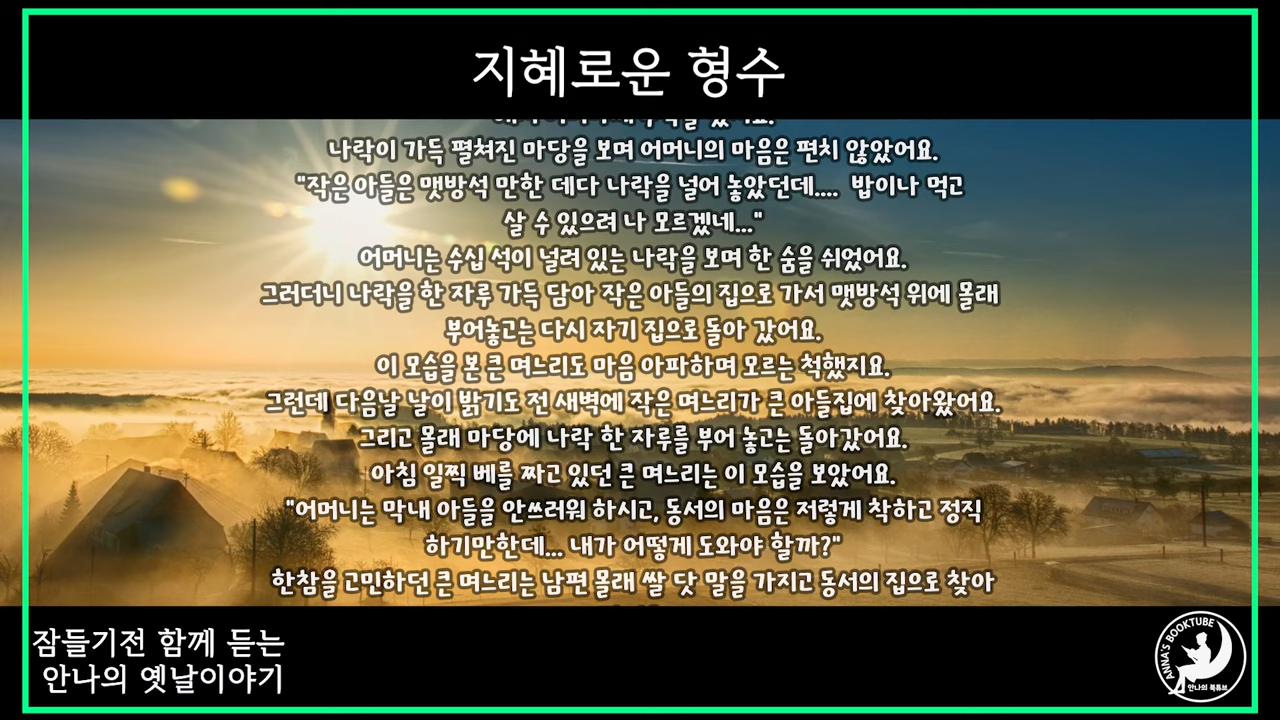 지혜로운 형수
나락이 가득 펼쳐진 마당을 보며 어머니의 마음은 편치 않았어요.
"작은 아들은 맷방석 만한 데다 나락을 널어 놓았던데.... 밥이나 먹고
살 수 있으려 나 모르겠네..."
어머니는 수십 석이 널려 있는 나락을 보며 한 숨을 쉬었어요.
그러더니 나락을 한 자루 가득 담아 작은 아들의 집으로 가서 맷방석 위에 몰래
부어놓고는 다시 자기 집으로 돌아 갔어요.
이 모습을 본 큰 며느리도 마음 아파하며 모르는 척했지요.
그런데 다음날 날이 밝기도 전 새벽에 작은 며느리가 큰 아들집에 찾아왔어요.
그리고 몰래 마당에 나락 한 자루를 부어 놓고는 돌아갔어요.
아침 일찍 베를 짜고 있던 큰 며느리는 이 모습을 보았어요.
"어머니는 막내 아들을 안쓰러워 하시고, 동서의 마음은 저렇게 착하고 정직
하기만한데... 내가 어떻게 도와야 할까?"
한참을 고민하던 큰 며느리는 남편 몰래 쌀 닷 말을 가지고 동서의 집으로 찾아
잠들기전 함께 듣는
안나의 옛날이야기
ANNA'S BOOKTUBE
안나의 북튜브